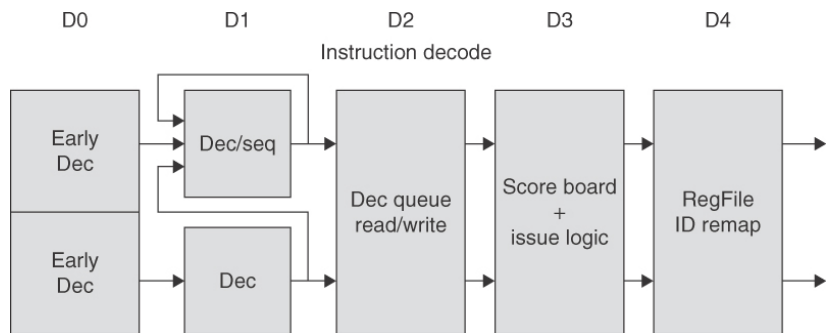 D0 D1 D2 D3 D4
Instruction decode
Early
Dec
Dec/seq
Early
Dec
Dec
Dec queue
read/write
Score board
+
issue logic
RegFile
ID remap